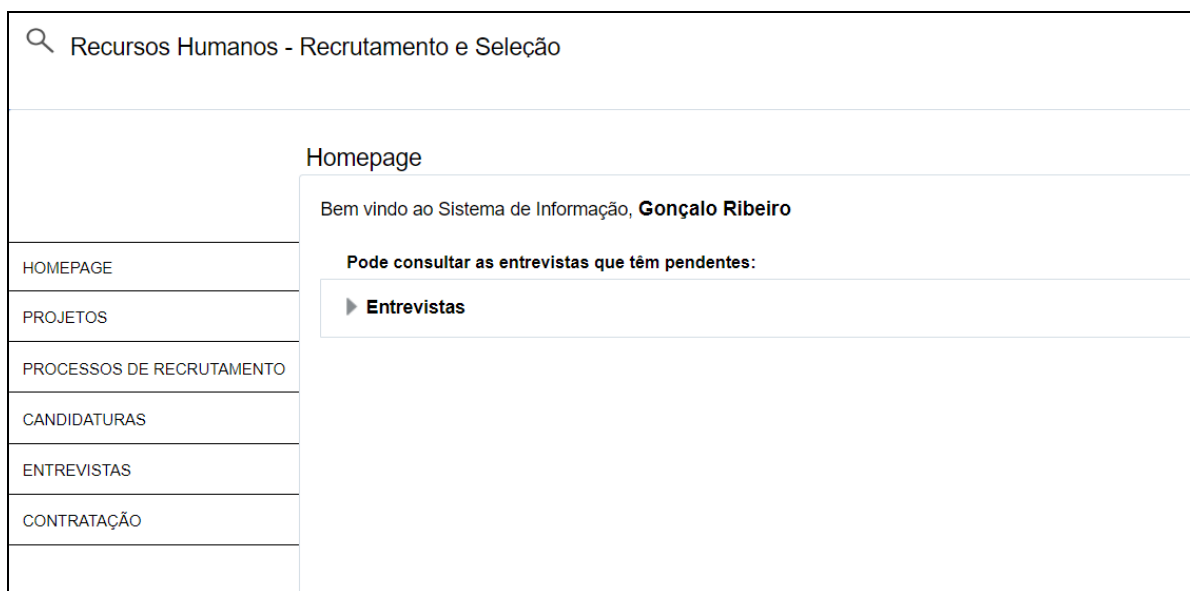 Recursos Humanos - Recrutamento e Seleção
Homepage
Bem vindo ao Sistema de Informação, Gonçalo Ribeiro
Pode consultar as entrevistas que têm pendentes:
Entrevistas
HOMEPAGE
PROJETOS
PROCESSOS DE RECRUTAMENTO
CANDIDATURAS
ENTREVISTAS
CONTRATAÇÃO